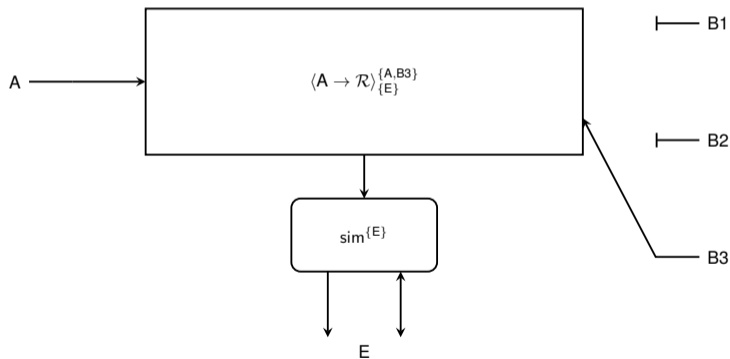 B1
A
⟨A → ℛ⟩{A,B3}{E}
B2
sim{E}
B3
E